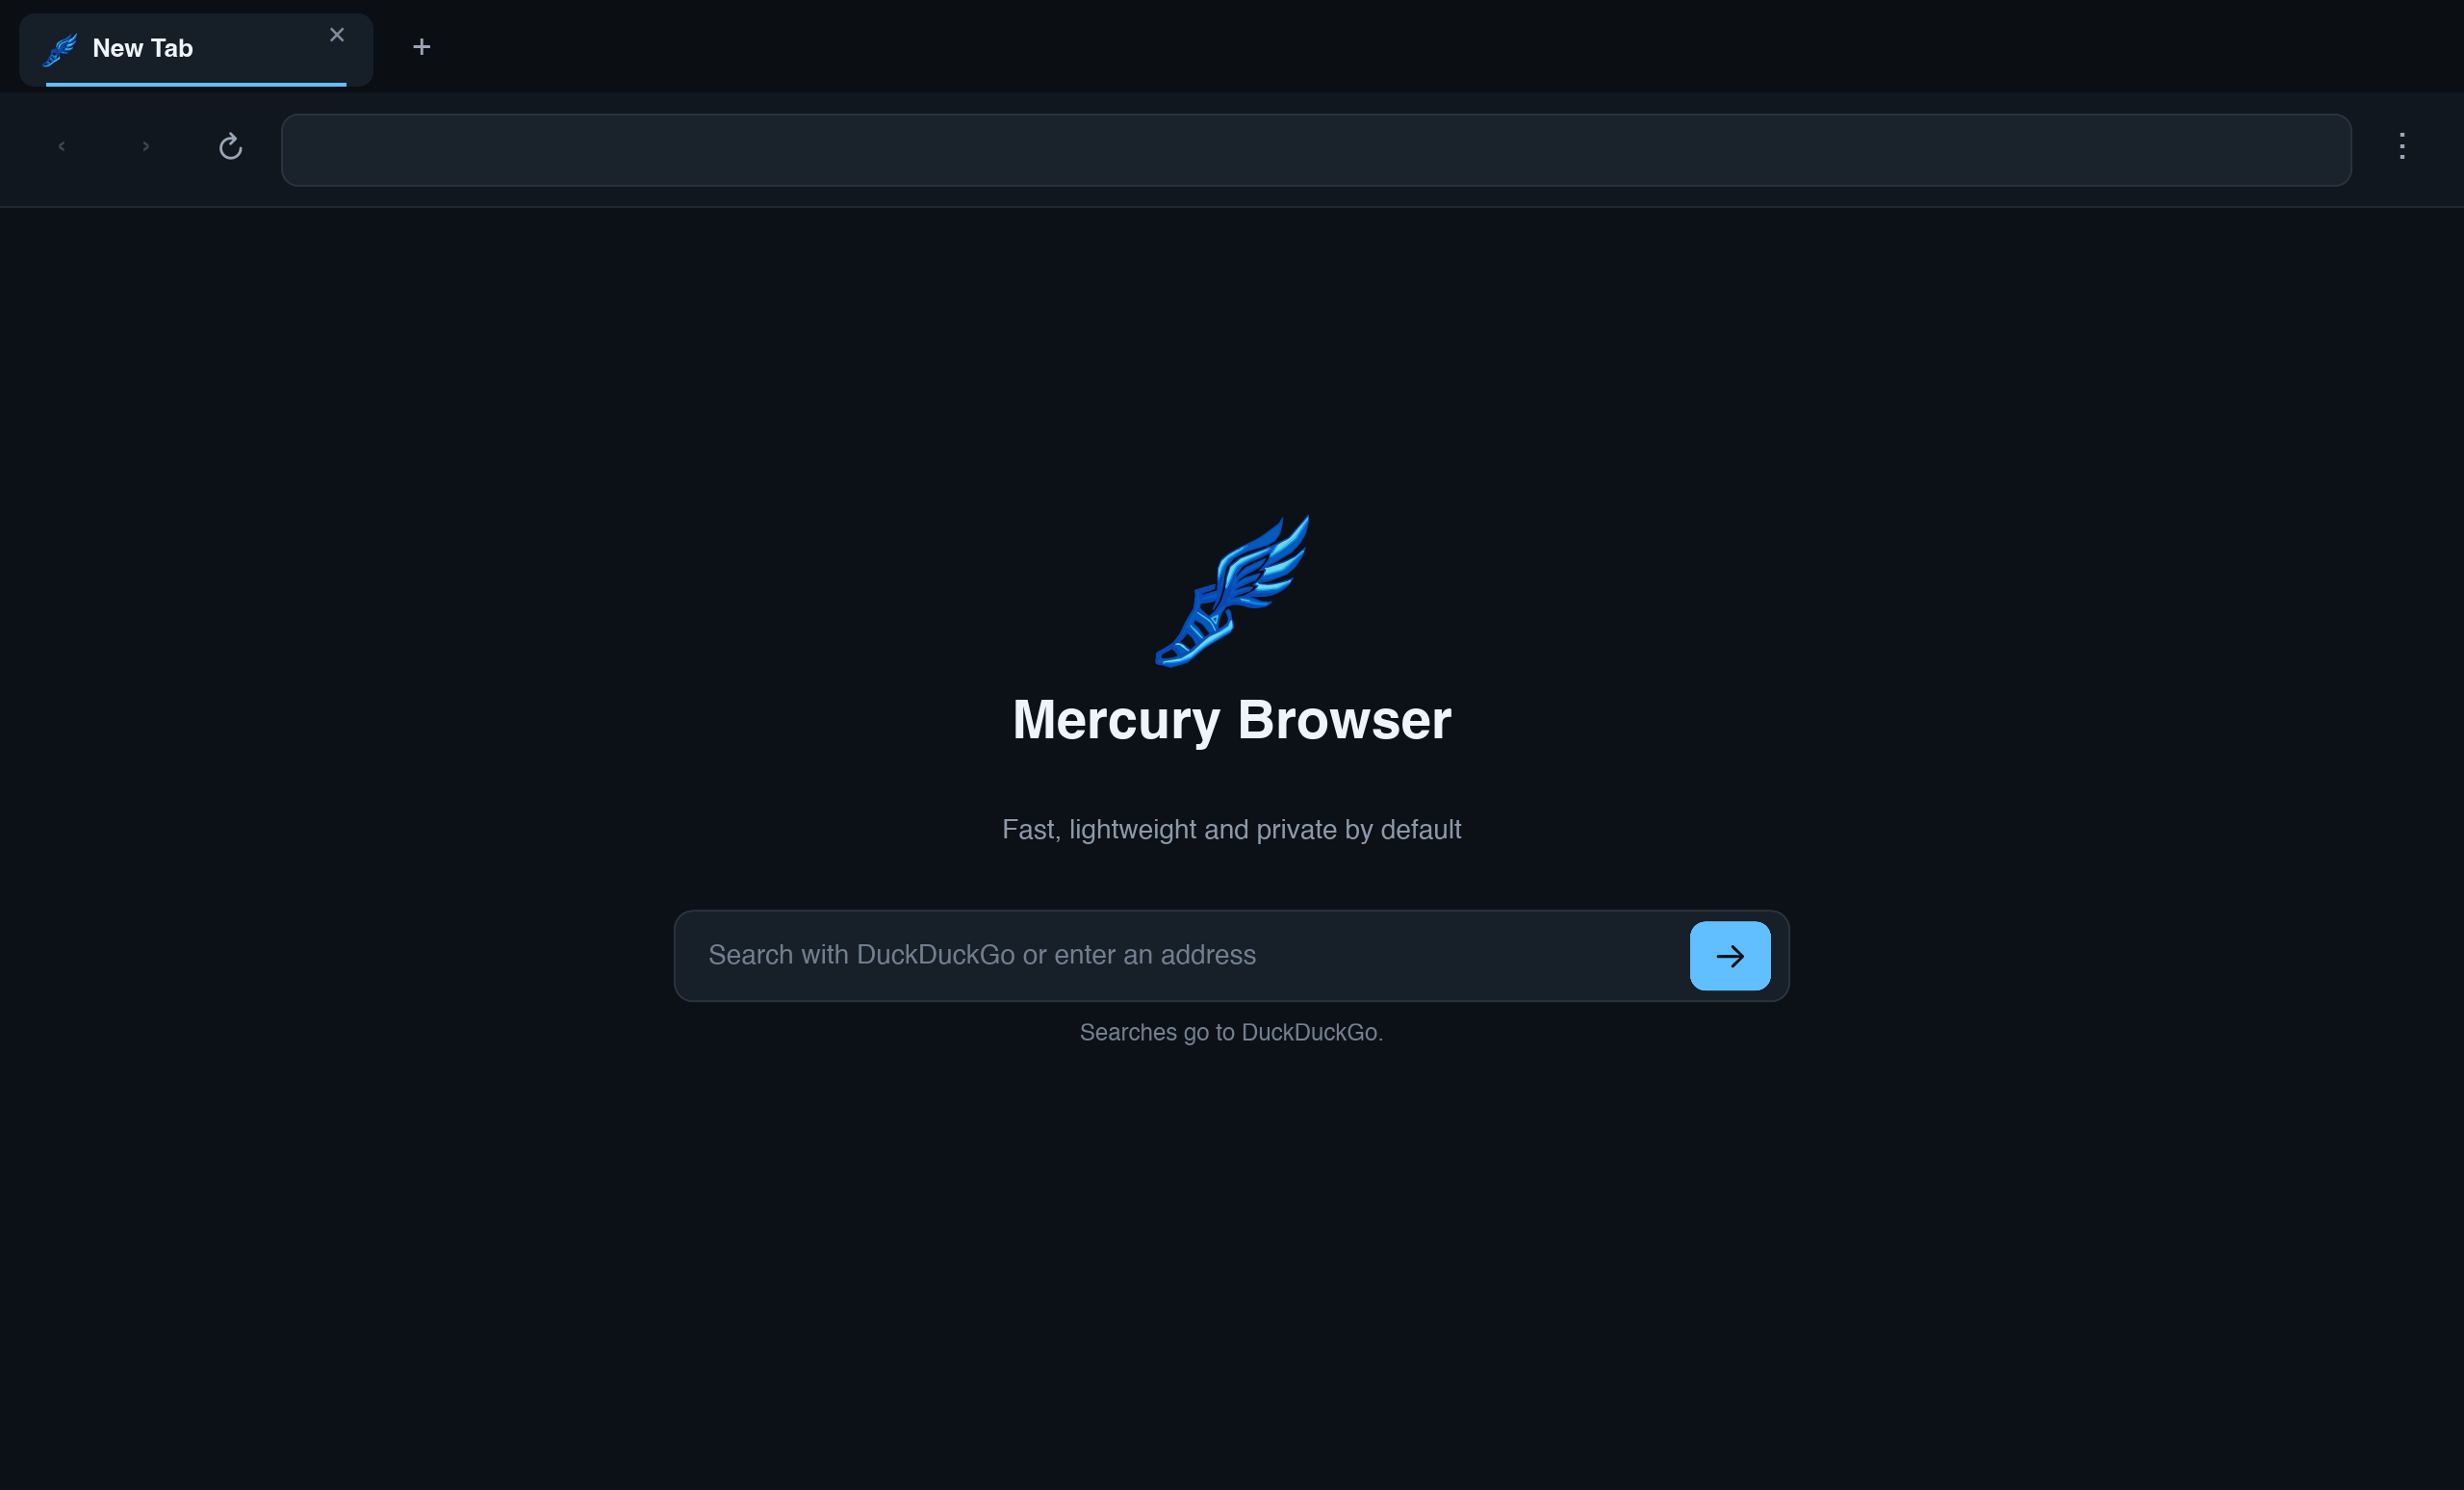 New Tab
Mercury Browser
Fast, lightweight and private by default
Search with DuckDuckGo or enter an address
Searches go to DuckDuckGo.